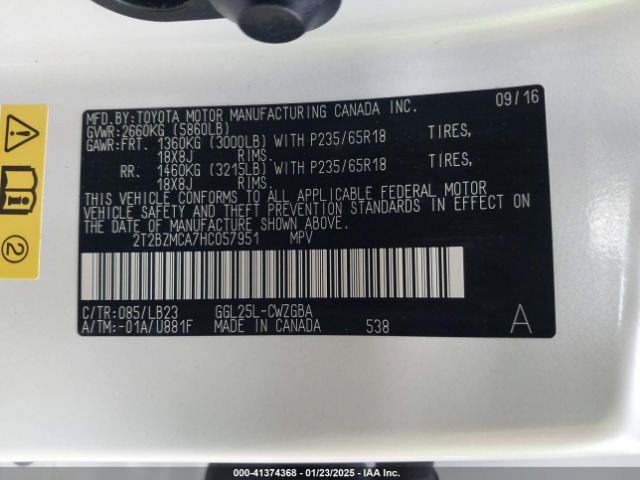 MFD.BY:TOYOTA MOTOR MANUFACTURING CANADA INC. 09/16
GVWR:2660KG (5860LB)
GAWR:FRT. 1360KG (3000LB) WITH P235/65R18 TIRES,
18X8J RIMS.
RR. 1460KG (3215LB) WITH P235/65R18 TIRES,
18X8J RIMS.
THIS VEHICLE CONFORMS TO ALL APPLICABLE FEDERAL MOTOR
VEHICLE SAFETY AND THEFT PREVENTION STANDARDS IN EFFECT ON
THE DATE OF MANUFACTURE SHOWN ABOVE.
2T2BZMCA7HC057951 MPV
C/TR:085/LB23 GGL25L-CWZGBA
A/TM:-01A/U881F MADE IN CANADA 538 A
2
000-41374368 - 01/23/2025 - IAA Inc.